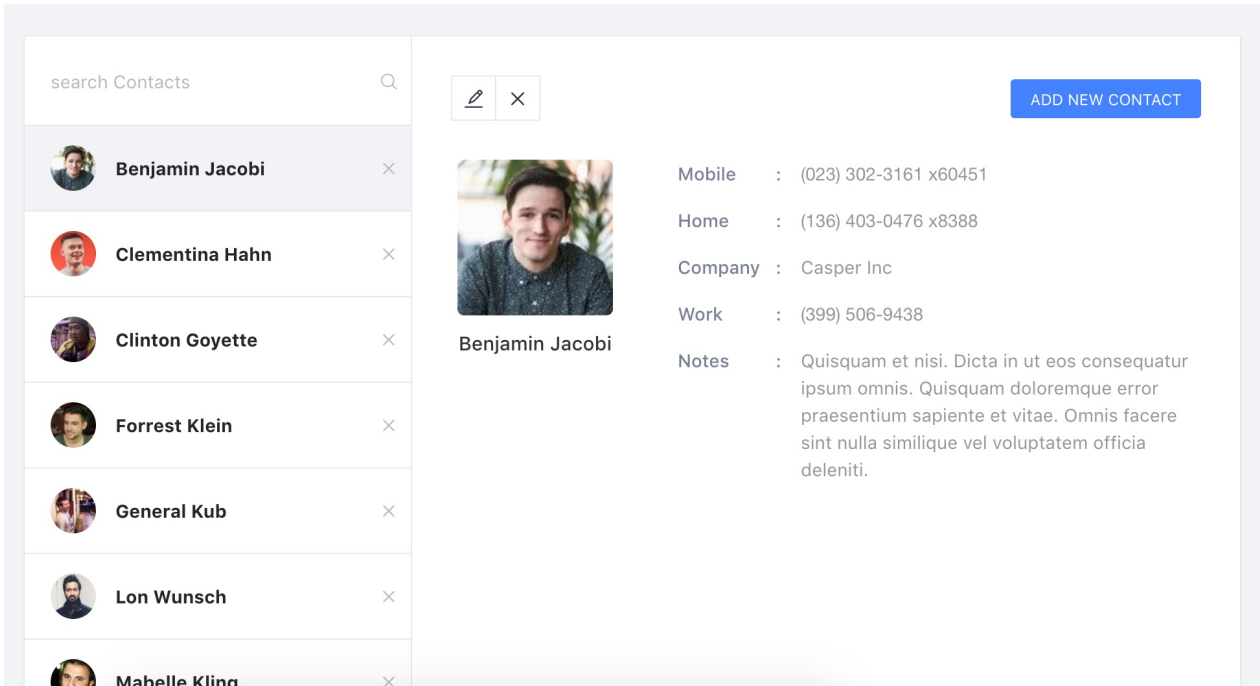 search Contacts
Benjamin Jacobi
Clementina Hahn
Clinton Goyette
Forrest Klein
General Kub
Lon Wunsch
Mabelle Kling
ADD NEW CONTACT
Benjamin Jacobi
Mobile : (023) 302-3161 x60451
Home : (136) 403-0476 x8388
Company : Casper Inc
Work : (399) 506-9438
Notes : Quisquam et nisi. Dicta in ut eos consequatur
ipsum omnis. Quisquam doloremque error
praesentium sapiente et vitae. Omnis facere
sint nulla similique vel voluptatem officia
deleniti.